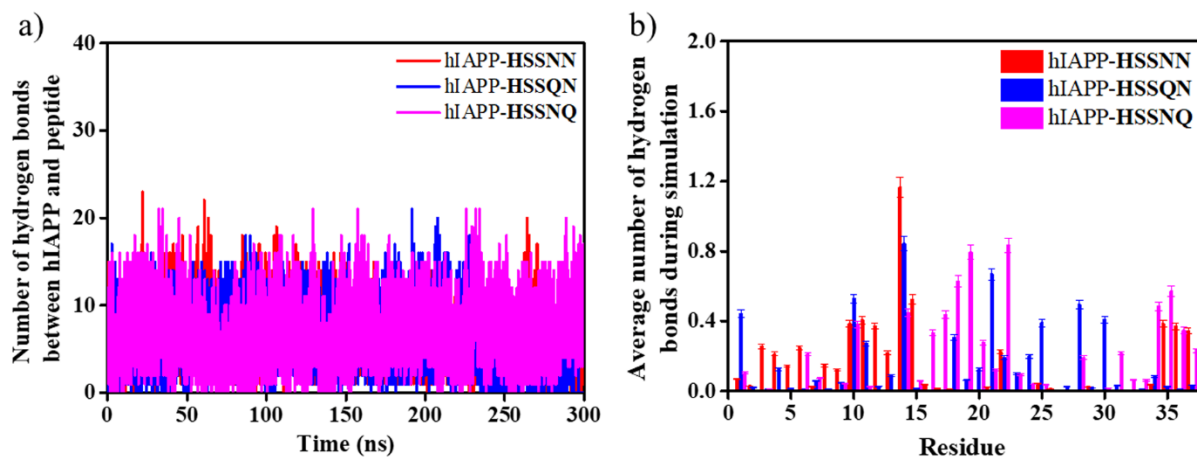 a)
Number of hydrogen bonds
between hIAPP and peptide
40
30
20
10
0
hIAPP-HSSNN
hIAPP-HSSQN
hIAPP-HSSNQ
0 50 100 150 200 250 300
Time (ns)
b)
Average number of hydrogen
bonds during simulation
2.0
1.6
1.2
0.8
0.4
0.0
hIAPP-HSSNN
hIAPP-HSSQN
hIAPP-HSSNQ
0 5 10 15 20 25 30 35
Residue